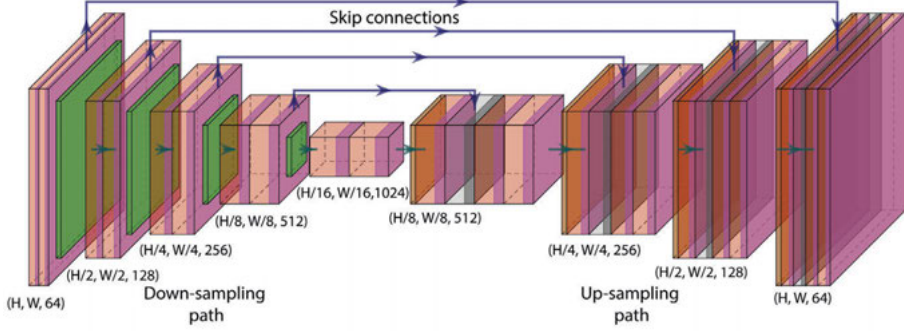 Skip connections
(H, W, 64)
(H/2, W/2, 128)
(H/4, W/4, 256)
(H/8, W/8, 512)
(H/16, W/16,1024)
(H/8, W/8, 512)
(H/4, W/4, 256)
(H/2, W/2, 128)
(H, W, 64)
Down-sampling
path
Up-sampling
path